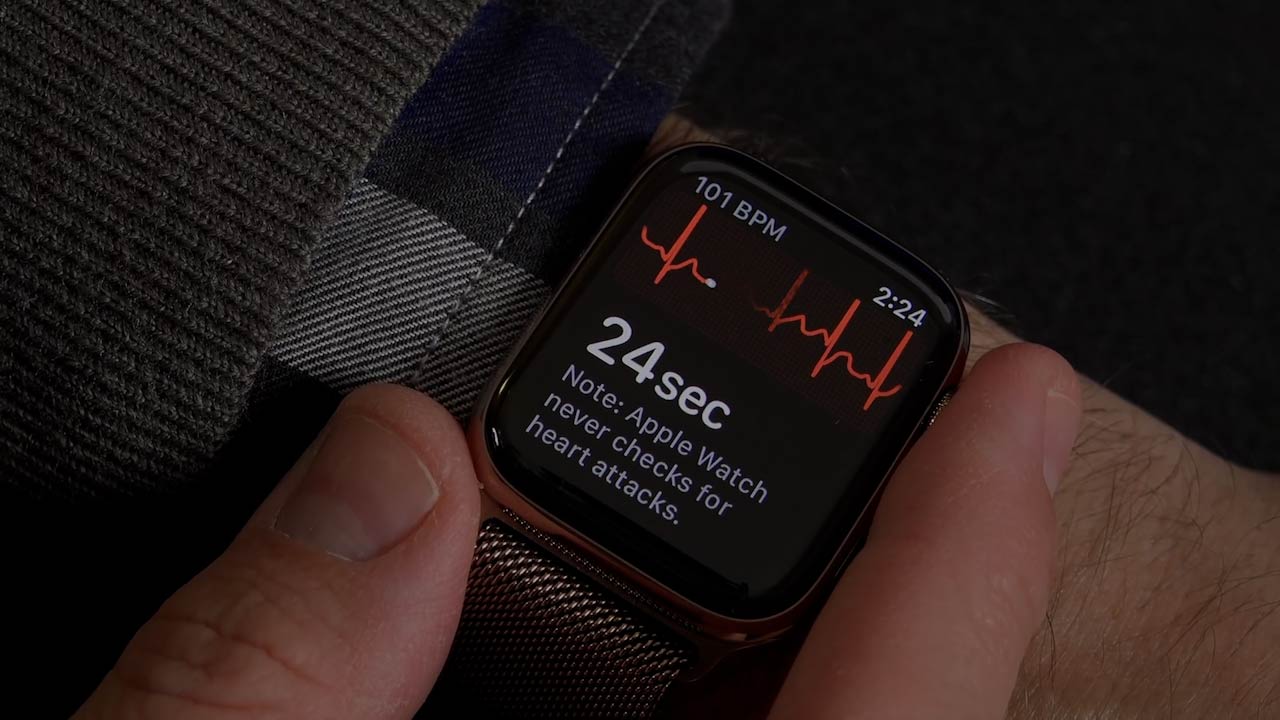 101 BPM
2:24
24sec
Note: Apple Watch
never checks for
heart attacks.